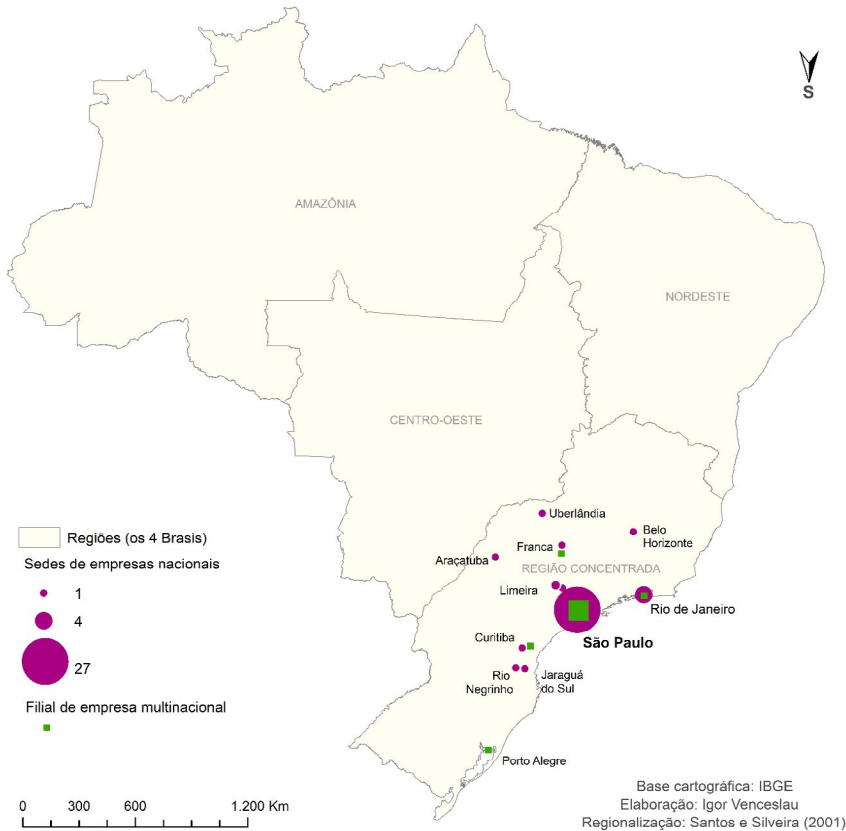 S
AMAZÔNIA
NORDESTE
CENTRO-OESTE
Uberlândia
Belo
Horizonte
Franca
Araçatuba
REGIÃO CONCENTRADA
Limeira
Rio de Janeiro
São Paulo
Curitiba
Rio
Negrinho
Jaraguá
do Sul
Porto Alegre
Regiões (os 4 Brasis)
Sedes de empresas nacionais
1
4
27
Filial de empresa multinacional
0 300 600 1.200 Km
Base cartográfica: IBGE
Elaboração: Igor Venceslau
Regionalização: Santos e Silveira (2001)